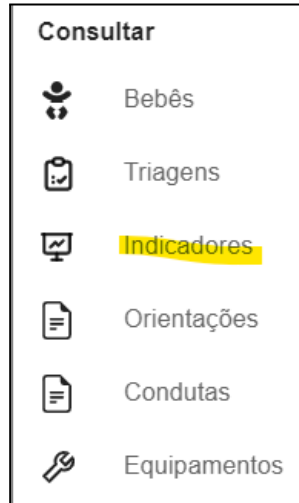 Consultar
Bebês
Triagens
Indicadores
Orientações
Condutas
Equipamentos